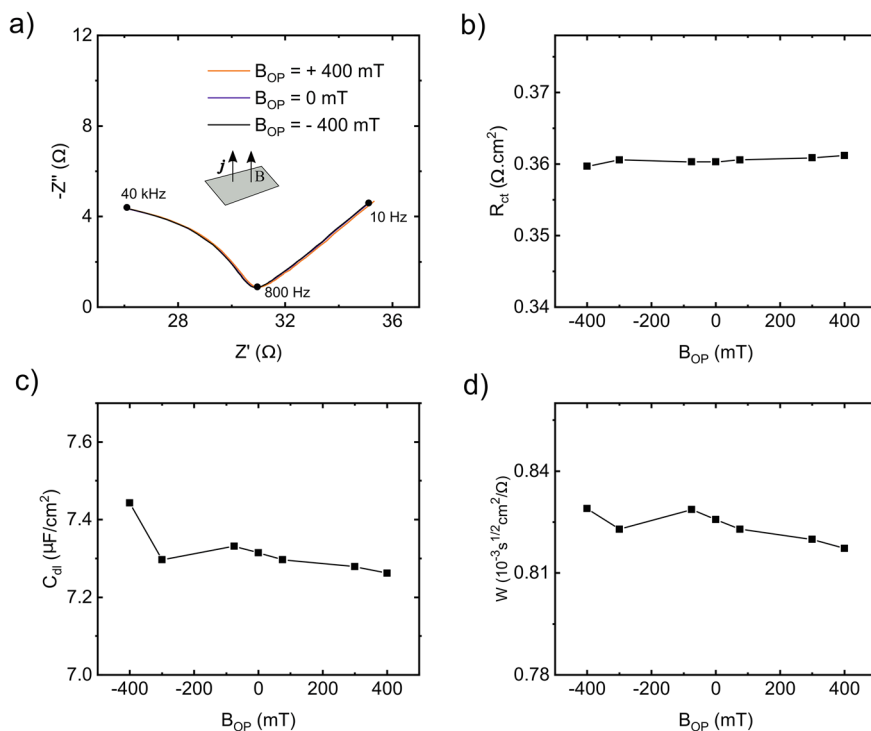 a)
12
8
4
0
-Z'' (Ω)
B_OP = + 400 mT
B_OP = 0 mT
B_OP = - 400 mT
j
B
40 kHz
10 Hz
800 Hz
28 32 36
Z' (Ω)
b)
0.37
0.36
0.35
0.34
R_ct (Ω.cm²)
-400 -200 0 200 400
B_OP (mT)
c)
7.6
7.4
7.2
7.0
C_dl (µF/cm²)
-400 -200 0 200 400
B_OP (mT)
d)
0.84
0.81
0.78
W (10⁻³s^1/2cm²/Ω)
-400 -200 0 200 400
B_OP (mT)